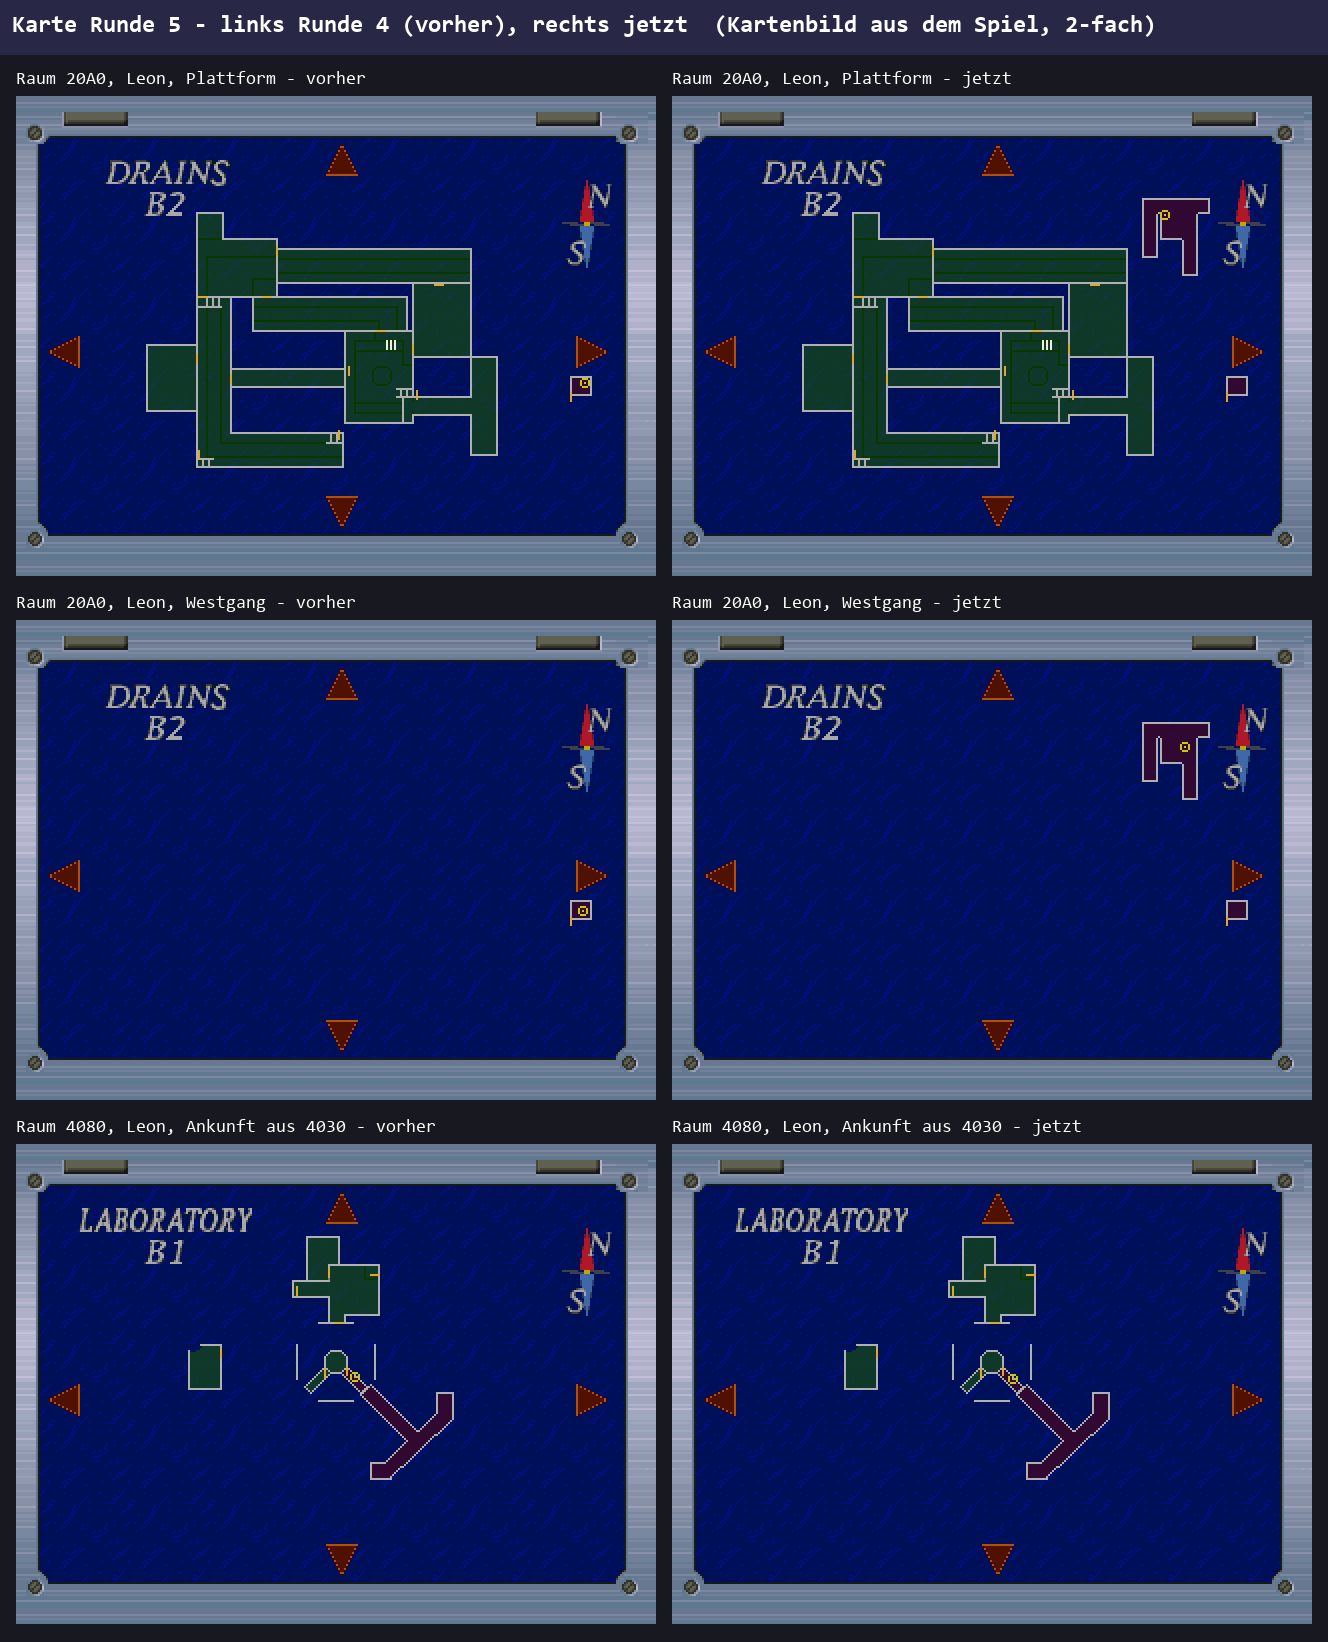 Karte Runde 5 - links Runde 4 (vorher), rechts jetzt  (Kartenbild aus dem Spiel, 2-fach)
Raum 20A0, Leon, Plattform - vorher
Raum 20A0, Leon, Plattform - jetzt
DRAINS
B2
N
S
DRAINS
B2
N
S
Raum 20A0, Leon, Westgang - vorher
Raum 20A0, Leon, Westgang - jetzt
DRAINS
B2
N
S
DRAINS
B2
N
S
Raum 4080, Leon, Ankunft aus 4030 - vorher
Raum 4080, Leon, Ankunft aus 4030 - jetzt
LABORATORY
B1
N
S
LABORATORY
B1
N
S